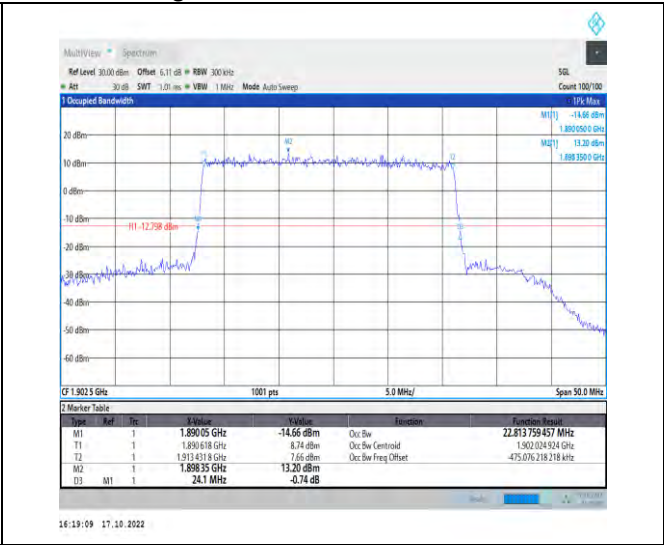 MultiView Spectrum
Ref Level 30.00 dBm Offset 6.11 dB RBW 300 kHz SGL
Att 30 dB SWT 1.01 ms VBW 1 MHz Mode Auto Sweep Count 100/100
1 Occupied Bandwidth 1Pk Max
M1[1] -14.66 dBm
1.890050 0 GHz
M2[1] 13.20 dBm
1.898 350 0 GHz
20 dBm
M2
10 dBm
0 dBm
-10 dBm
H1 -12.798 dBm
-20 dBm
-30 dBm
-40 dBm
-50 dBm
-60 dBm
CF 1.902 5 GHz 1001 pts 5.0 MHz/ Span 50.0 MHz
2 Marker Table
Type Ref Trc X-Value Y-Value Function Function Result
M1 1 1.890 05 GHz -14.66 dBm Occ Bw 22.813 759 457 MHz
T1 1 1.890 618 GHz 8.74 dBm Occ Bw Centroid 1.902 024 924 GHz
T2 1 1.913 431 8 GHz 7.66 dBm Occ Bw Freq Offset -475.076 218 218 kHz
M2 1 1.898 35 GHz 13.20 dBm
D3 M1 1 24.1 MHz -0.74 dB
16:19:09 17.10.2022